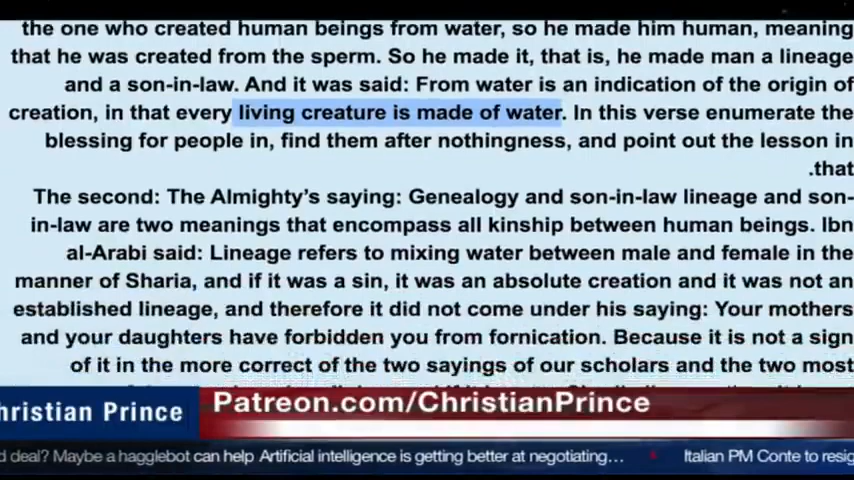 the one who created human beings from water, so he made him human, meaning
that he was created from the sperm. So he made it, that is, he made man a lineage
and a son-in-law. And it was said: From water is an indication of the origin of
creation, in that every living creature is made of water. In this verse enumerate the
blessing for people in, find them after nothingness, and point out the lesson in
.that
The second: The Almighty's saying: Genealogy and son-in-law lineage and son-
in-law are two meanings that encompass all kinship between human beings. Ibn
al-Arabi said: Lineage refers to mixing water between male and female in the
manner of Sharia, and if it was a sin, it was an absolute creation and it was not an
established lineage, and therefore it did not come under his saying: Your mothers
and your daughters have forbidden you from fornication. Because it is not a sign
of it in the more correct of the two sayings of our scholars and the two most
hristian Prince
Patreon.com/ChristianPrince
d deal? Maybe a hagglebot can help Artificial intelligence is getting better at negotiating... Italian PM Conte to resig